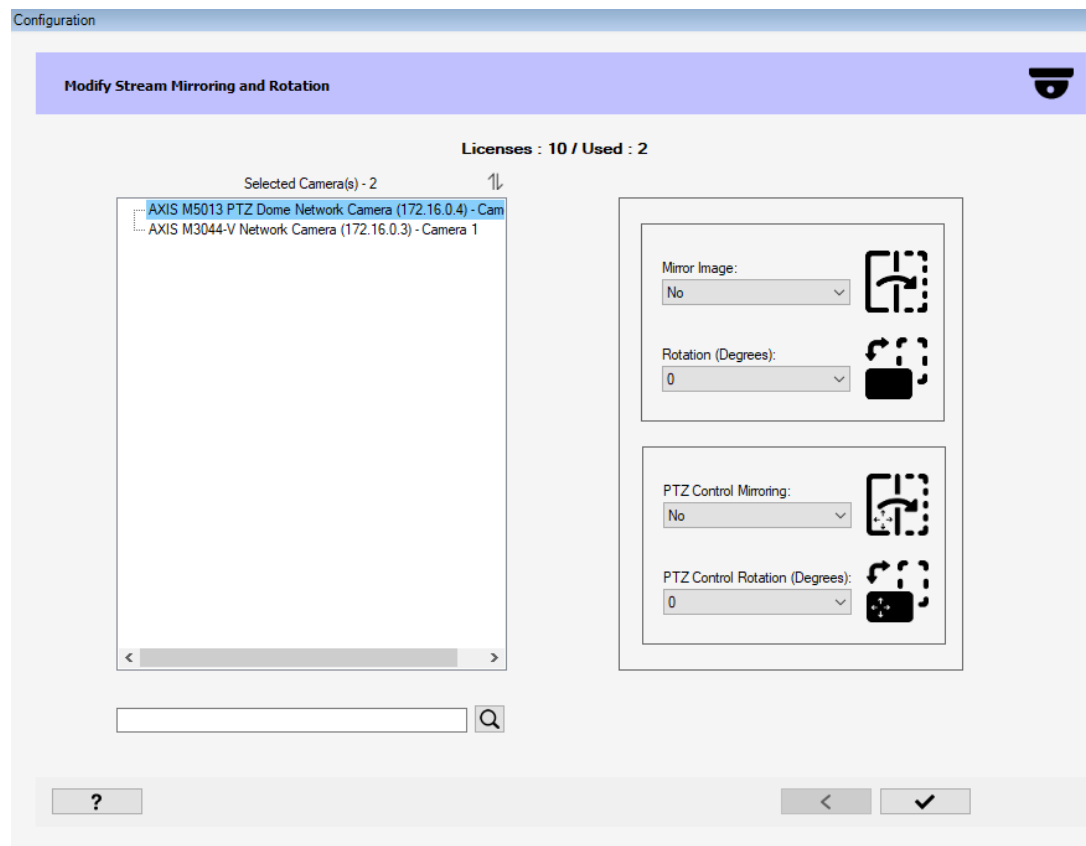 Configuration
Modify Stream Mirroring and Rotation
Licenses : 10 / Used : 2
Selected Camera(s) - 2
AXIS M5013 PTZ Dome Network Camera (172.16.0.4) - Cam
AXIS M3044-V Network Camera (172.16.0.3) - Camera 1
Mirror Image:
No
Rotation (Degrees):
0
PTZ Control Mirroring:
No
PTZ Control Rotation (Degrees):
0
?